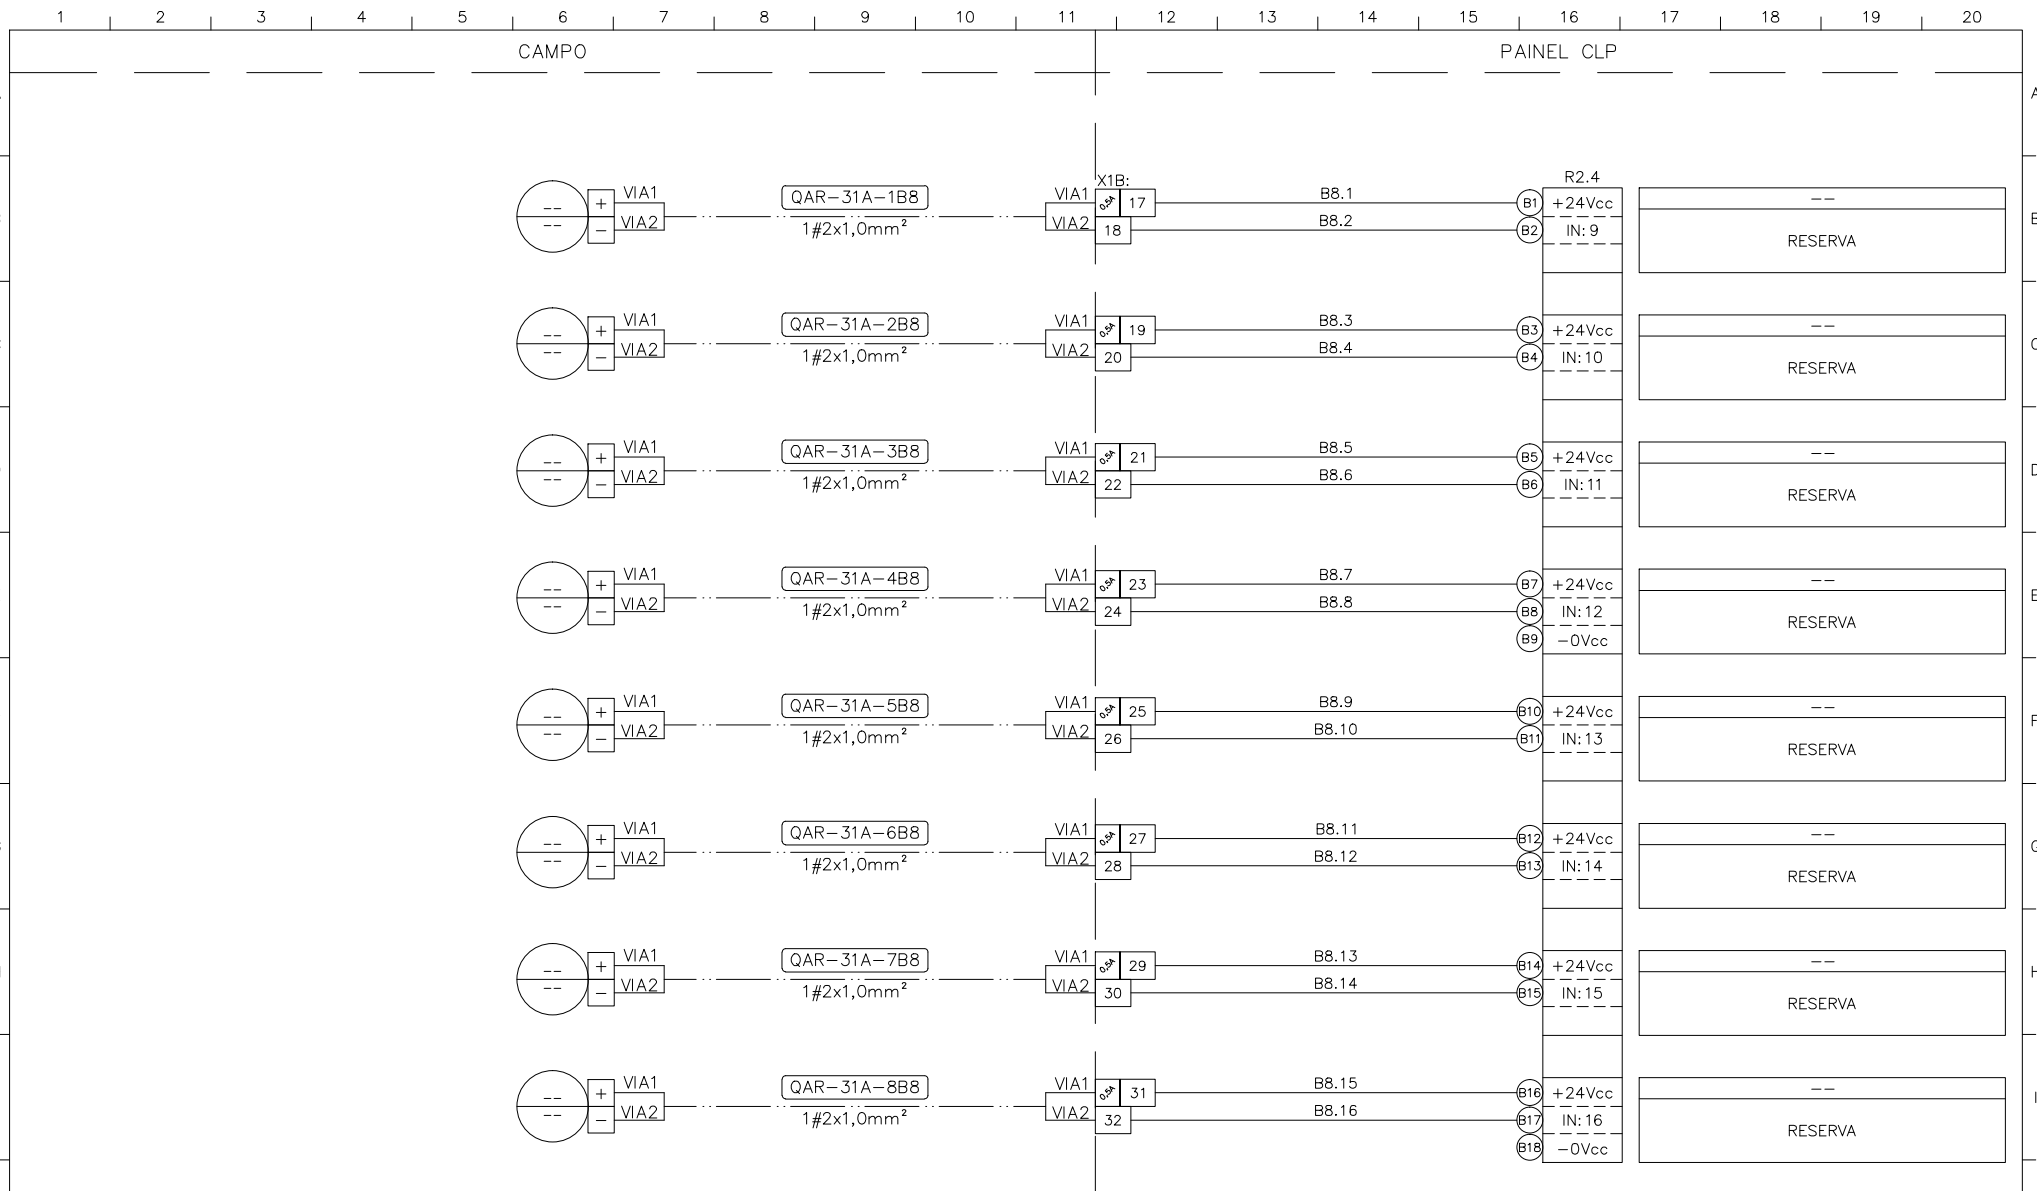 1 2 3 4 5 6 7 8 9 10 11 12 13 14 15 16 17 18 19 20
CAMPO PAINEL CLP
A
X1B: R2.4
VIA1 QAR-31A-1B8 VIA1 0,5A 17 B8.1 B1 +24Vcc --
-- + B
-- - VIA2 1#2x1,0mm² VIA2 18 B8.2 B2 IN:9 RESERVA
VIA1 QAR-31A-2B8 VIA1 0,5A 19 B8.3 B3 +24Vcc --
-- + C
-- - VIA2 1#2x1,0mm² VIA2 20 B8.4 B4 IN:10 RESERVA
VIA1 QAR-31A-3B8 VIA1 0,5A 21 B8.5 B5 +24Vcc --
-- + D
-- - VIA2 1#2x1,0mm² VIA2 22 B8.6 B6 IN:11 RESERVA
VIA1 QAR-31A-4B8 VIA1 0,5A 23 B8.7 B7 +24Vcc --
-- + E
-- - VIA2 1#2x1,0mm² VIA2 24 B8.8 B8 IN:12 RESERVA
B9 -0Vcc
VIA1 QAR-31A-5B8 VIA1 0,5A 25 B8.9 B10 +24Vcc --
-- + F
-- - VIA2 1#2x1,0mm² VIA2 26 B8.10 B11 IN:13 RESERVA
VIA1 QAR-31A-6B8 VIA1 0,5A 27 B8.11 B12 +24Vcc --
-- + G
-- - VIA2 1#2x1,0mm² VIA2 28 B8.12 B13 IN:14 RESERVA
VIA1 QAR-31A-7B8 VIA1 0,5A 29 B8.13 B14 +24Vcc --
-- + H
-- - VIA2 1#2x1,0mm² VIA2 30 B8.14 B15 IN:15 RESERVA
VIA1 QAR-31A-8B8 VIA1 0,5A 31 B8.15 B16 +24Vcc --
-- + I
-- - VIA2 1#2x1,0mm² VIA2 32 B8.16 B17 IN:16 RESERVA
B18 -0Vcc